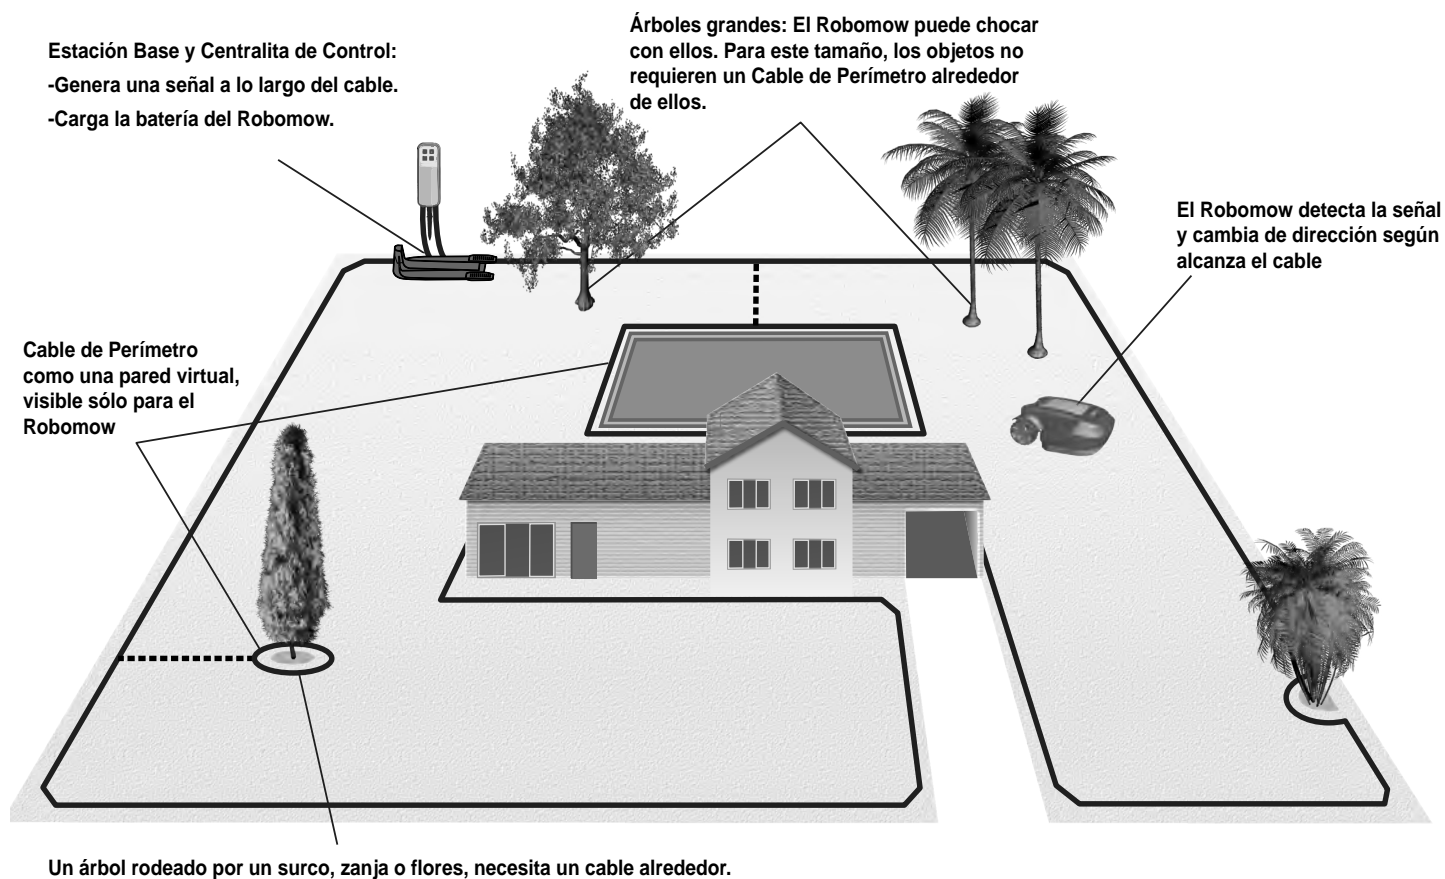 Estación Base y Centralita de Control:
-Genera una señal a lo largo del cable.
-Carga la batería del Robomow.
Árboles grandes: El Robomow puede chocar
con ellos. Para este tamaño, los objetos no
requieren un Cable de Perímetro alrededor
de ellos.
El Robomow detecta la señal
y cambia de dirección según
alcanza el cable
Cable de Perímetro
como una pared virtual,
visible sólo para el
Robomow
Un árbol rodeado por un surco, zanja o flores, necesita un cable alrededor.